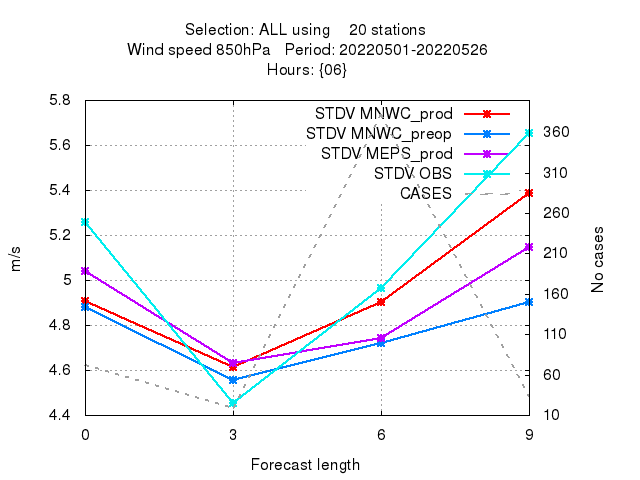 Selection: ALL using    20 stations
Wind speed 850hPa   Period: 20220501-20220526
Hours: {06}
STDV MNWC_prod
STDV MNWC_preop
STDV MEPS_prod
STDV OBS
CASES
5.8
5.6
5.4
5.2
5
4.8
4.6
4.4
m/s
360
310
260
210
160
110
60
10
No cases
0 3 6 9
Forecast length